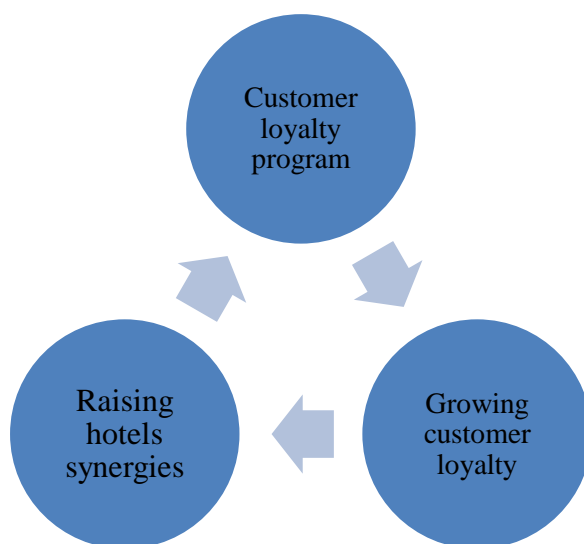 Customer
loyalty
program
Raising
hotels
synergies
Growing
customer
loyalty